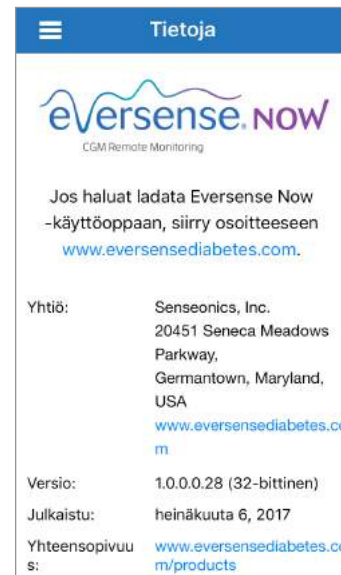 Tietoja
eversense. NOW
CGM Remote Monitoring
Jos haluat ladata Eversense Now
-käyttöoppaan, siirry osoitteeseen
www.eversensediabetes.com.
Yhtiö: Senseonics, Inc.
20451 Seneca Meadows
Parkway,
Germantown, Maryland,
USA
www.eversensediabetes.co
m
Versio: 1.0.0.0.28 (32-bittinen)
Julkaistu: heinäkuuta 6, 2017
Yhteensopivuu www.eversensediabetes.co
s: m/products